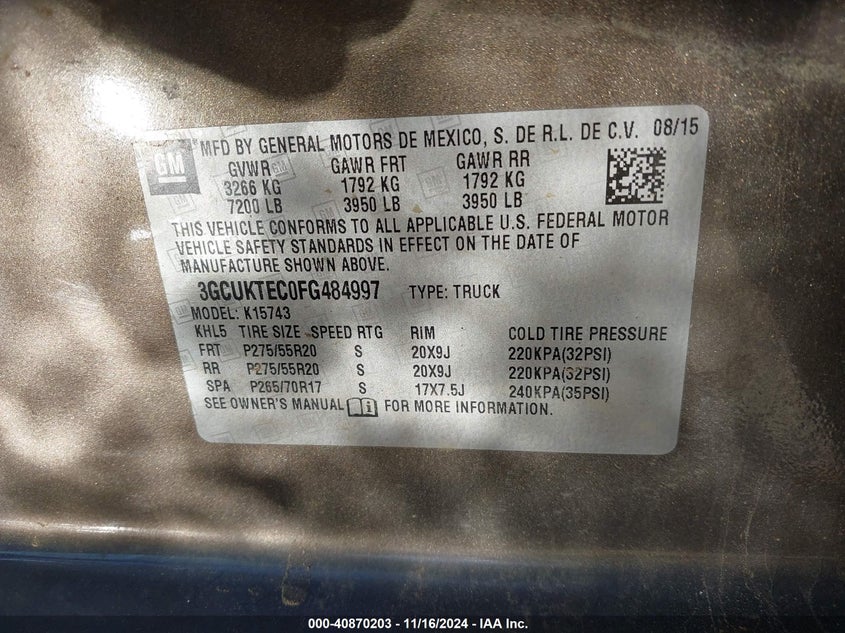 GM
MFD BY GENERAL MOTORS DE MEXICO, S. DE R.L. DE C.V. 08/15
GVWR GAWR FRT GAWR RR
3266 KG 1792 KG 1792 KG
7200 LB 3950 LB 3950 LB
THIS VEHICLE CONFORMS TO ALL APPLICABLE U.S. FEDERAL MOTOR
VEHICLE SAFETY STANDARDS IN EFFECT ON THE DATE OF
MANUFACTURE SHOWN ABOVE.
3GCUKTEC0FG484997 TYPE: TRUCK
MODEL: K15743
KHL5 TIRE SIZE SPEED RTG RIM COLD TIRE PRESSURE
FRT P275/55R20 S 20X9J 220KPA(32PSI)
RR P275/55R20 S 20X9J 220KPA(32PSI)
SPA P265/70R17 S 17X7.5J 240KPA(35PSI)
SEE OWNER'S MANUAL FOR MORE INFORMATION.
000-40870203 - 11/16/2024 - IAA Inc.